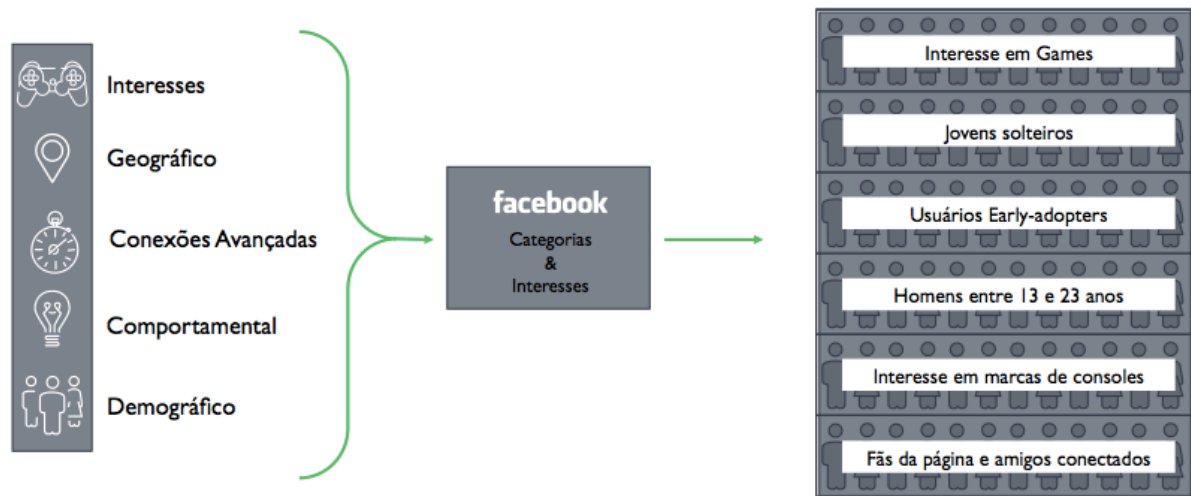 Interesses
Geográfico
Conexões Avançadas
Comportamental
Demográfico
facebook
Categorias
&
Interesses
Interesse em Games
Jovens solteiros
Usuários Early-adopters
Homens entre 13 e 23 anos
Interesse em marcas de consoles
Fãs da página e amigos conectados